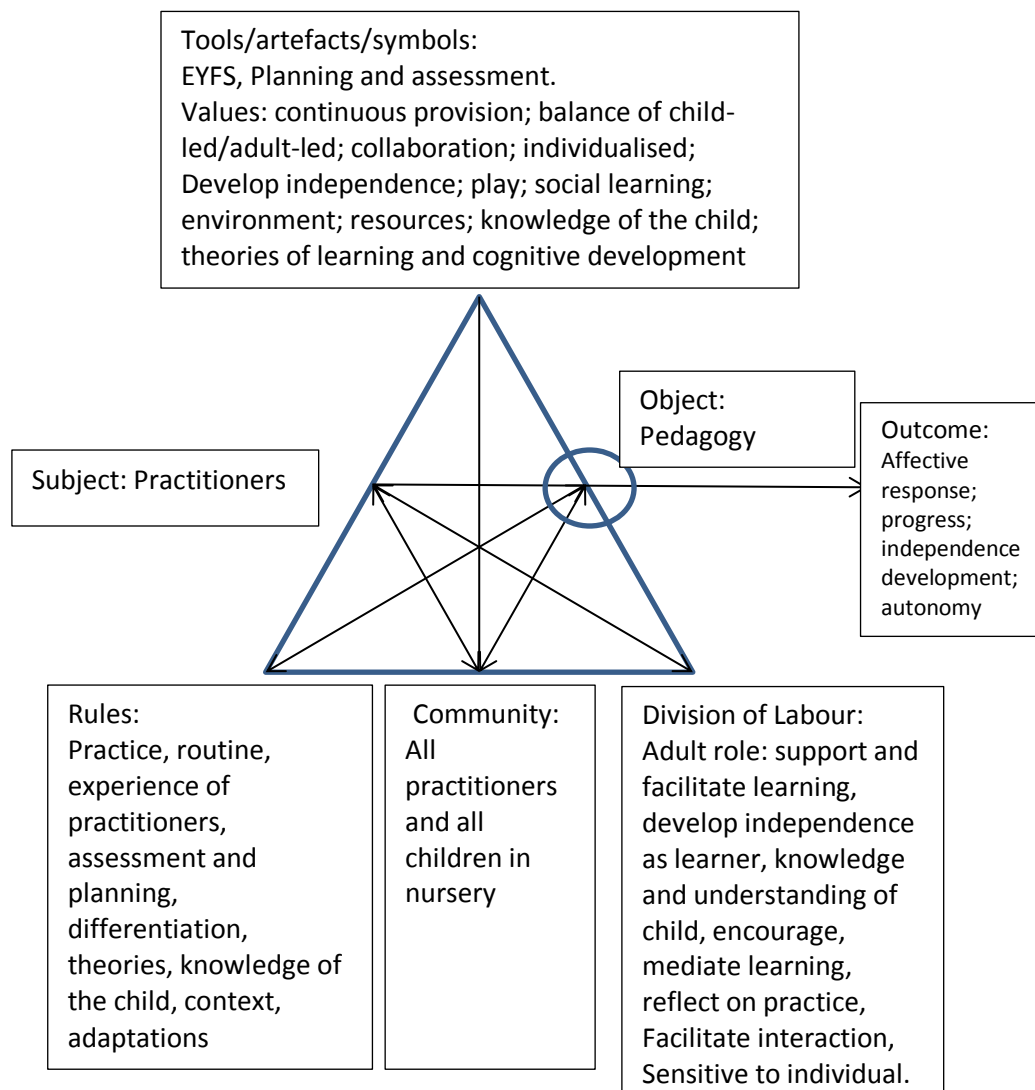 Tools/artefacts/symbols:
EYFS, Planning and assessment.
Values: continuous provision; balance of child-
led/adult-led; collaboration; individualised;
Develop independence; play; social learning;
environment; resources; knowledge of the child;
theories of learning and cognitive development
Object:
Pedagogy
Outcome:
Affective
response;
progress;
independence
development;
autonomy
Subject: Practitioners
Rules:
Practice, routine,
experience of
practitioners,
assessment and
planning,
differentiation,
theories, knowledge of
the child, context,
adaptations
Community:
All
practitioners
and all
children in
nursery
Division of Labour:
Adult role: support and
facilitate learning,
develop independence
as learner, knowledge
and understanding of
child, encourage,
mediate learning,
reflect on practice,
Facilitate interaction,
Sensitive to individual.